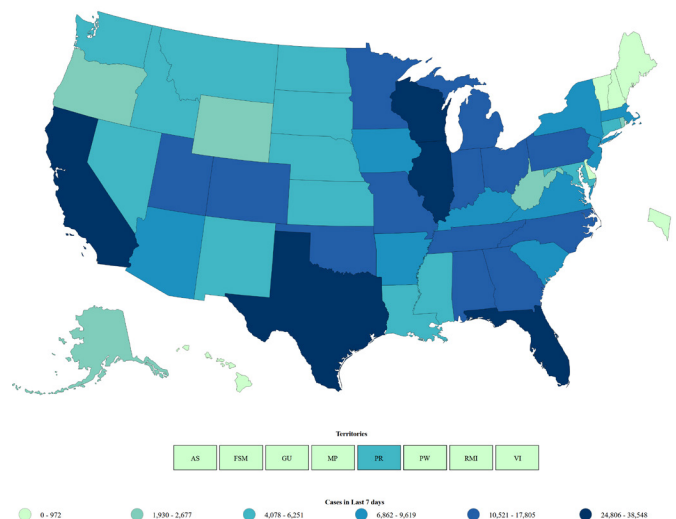 Territories
AS FSM GU MP PR PW RMI VI
Cases in Last 7 days
0 - 972 1,930 - 2,677 4,078 - 6,251 6,862 - 9,619 10,521 - 17,805 24,806 - 38,548